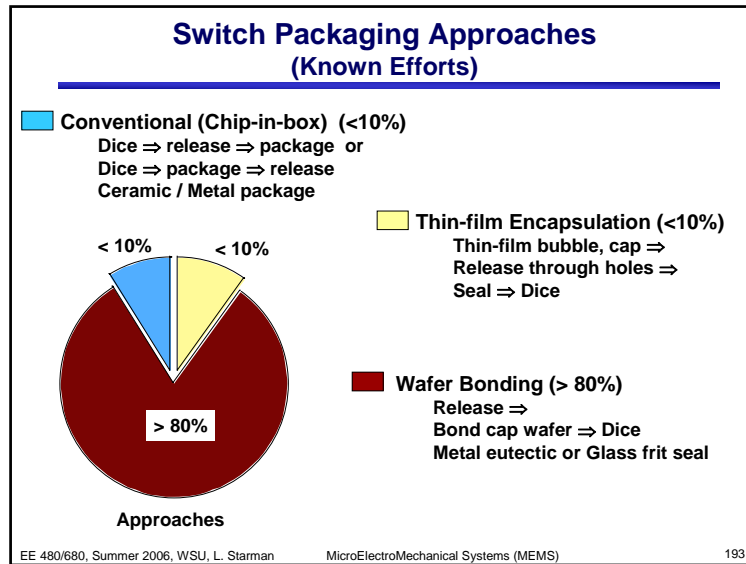 Switch Packaging Approaches
(Known Efforts)
Conventional (Chip-in-box) (<10%)
Dice ⇒ release ⇒ package or
Dice ⇒ package ⇒ release
Ceramic / Metal package
Thin-film Encapsulation (<10%)
Thin-film bubble, cap ⇒
Release through holes ⇒
Seal ⇒ Dice
< 10%
< 10%
Wafer Bonding (> 80%)
Release ⇒
Bond cap wafer ⇒ Dice
Metal eutectic or Glass frit seal
> 80%
Approaches
EE 480/680, Summer 2006, WSU, L. Starman
MicroElectroMechanical Systems (MEMS)
193